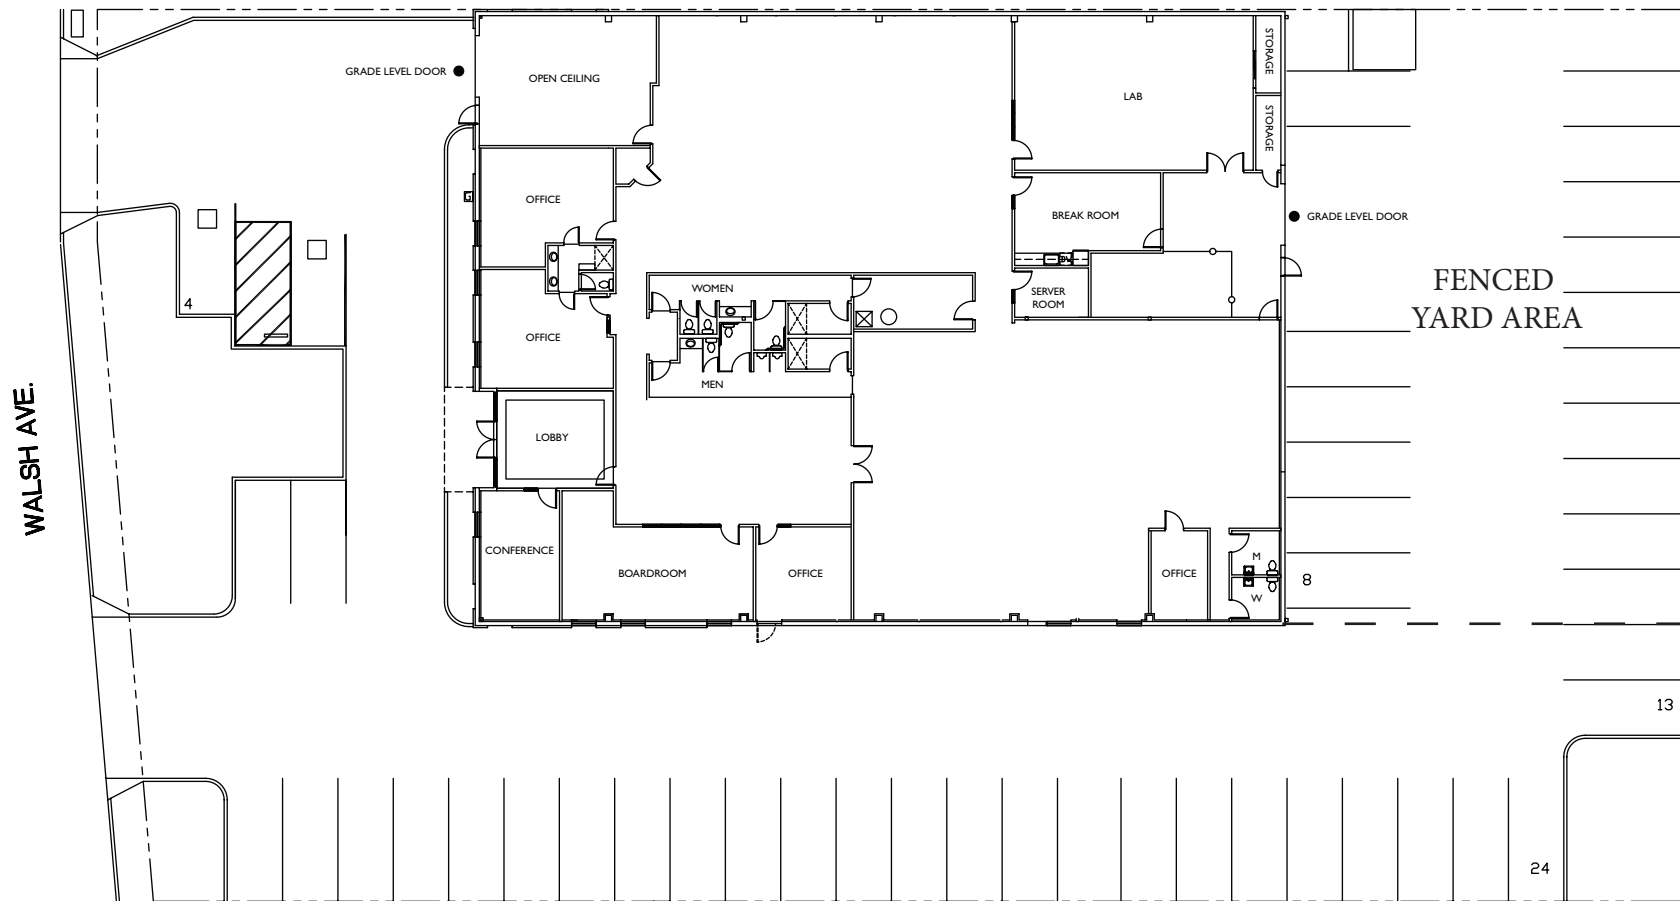 STORAGE
GRADE LEVEL DOOR
OPEN CEILING
LAB
STORAGE
OFFICE
BREAK ROOM
GRADE LEVEL DOOR
FENCED
YARD AREA
WOMEN
SERVER
ROOM
4
OFFICE
MEN
WALSH AVE.
LOBBY
CONFERENCE
BOARDROOM
OFFICE
OFFICE
M
W
8
13
24